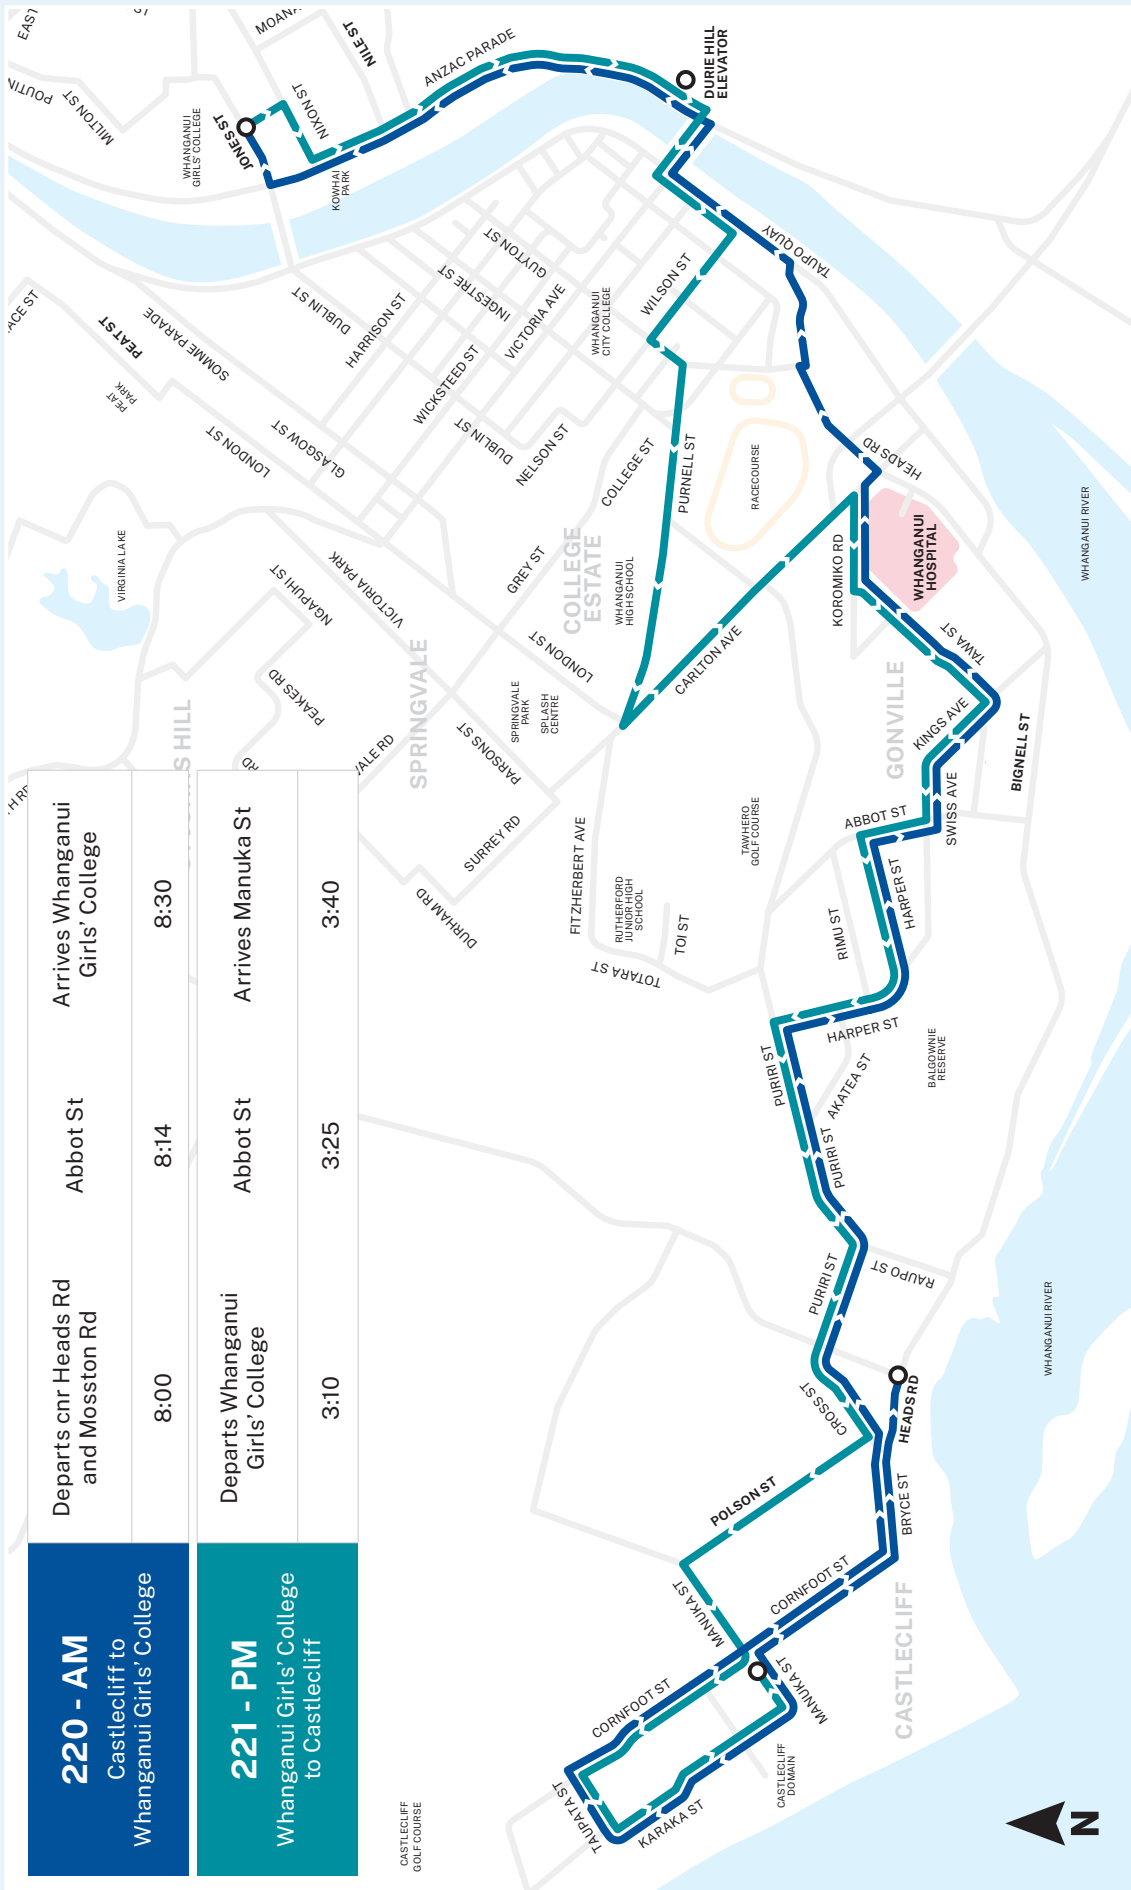 220 - AM
Castlecliff to
Whanganui Girls' College
Departs cnr Heads Rd
and Mosston Rd
Abbot St
Arrives Whanganui
Girls' College
8:00
8:14
8:30
221 - PM
Whanganui Girls' College
to Castlecliff
Departs Whanganui
Girls' College
Abbot St
Arrives Manuka St
3:10
3:25
3:40
EAST
POUTIN
MILTON ST
MOANA
NILE ST
WHANGANUI
GIRLS' COLLEGE
JONES ST
NIXON ST
KOWHAI
PARK
ANZAC PARADE
DURIE HILL
ELEVATOR
TAUPO QUAY
WILSON ST
GUYTON ST
INGESTRE ST
VICTORIA AVE
DUBLIN ST
HARRISON ST
WICKSTEED ST
WHANGANUI
CITY COLLEGE
ACE ST
PEAT ST
SOMME PARADE
PEAT
PARK
LONDON ST
GLASGOW ST
DUBLIN ST
NELSON ST
COLLEGE ST
PURNELL ST
RACECOURSE
HEADS RD
VIRGINIA LAKE
NGAPUHI ST
VICTORIA PARK
GREY ST
COLLEGE
ESTATE
WHANGANUI
HIGH SCHOOL
LONDON ST
CARLTON AVE
KOROMIKO RD
WHANGANUI
HOSPITAL
WHANGANUI RIVER
TAWA ST
S HILL
PEAKES RD
RD
SPRINGVALE
VALE RD
PARSONS ST
SPRINGVALE
PARK
SPLASH
CENTRE
GONVILLE
KINGS AVE
BIGNELL ST
SWISS AVE
ABBOT ST
H RD
SURREY RD
DURHAM RD
FITZHERBERT AVE
RUTHERFORD
JUNIOR HIGH
SCHOOL
TOI ST
TOTARA ST
TAWHERO
GOLF COURSE
RIMU ST
HARPER ST
HARPER ST
BALGOWNIE
RESERVE
AKATEA ST
PURIRI ST
PURIRI ST
PURIRI ST
RAUPO ST
WHANGANUI RIVER
CROSS ST
HEADS RD
BRYCE ST
POLSON ST
MANUKA ST
CORNFOOT ST
CASTLECLIFF
CORNFOOT ST
MANUKA ST
TAUPATA ST
KARAKA ST
CASTLECLIFF
DOMAIN
CASTLECLIFF
GOLF COURSE
N